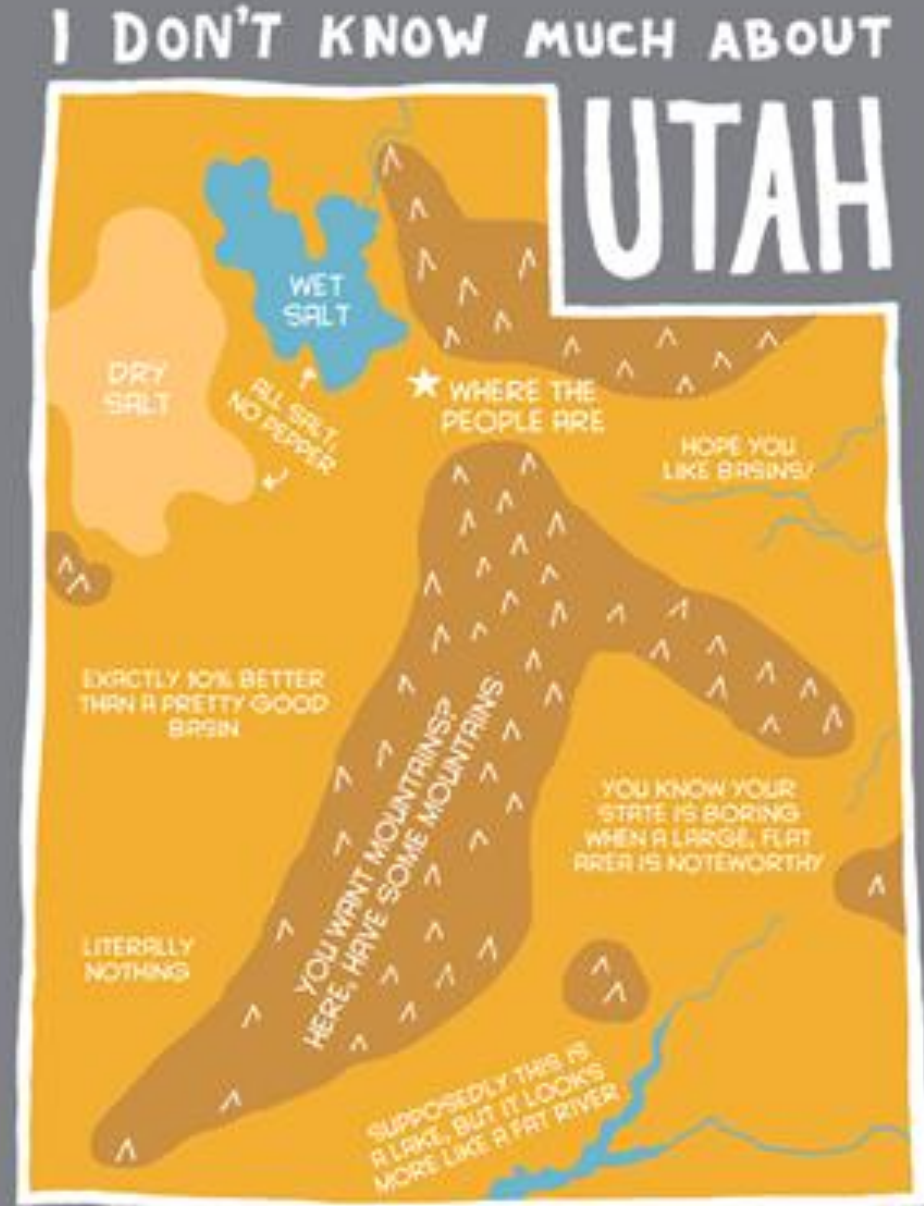 I DON'T KNOW MUCH ABOUT
UTAH
WET
SALT
DRY
SALT
ALL SALT,
NO PEPPER
WHERE THE
PEOPLE ARE
HOPE YOU
LIKE BASINS!
EXACTLY 10% BETTER
THAN A PRETTY GOOD
BASIN
YOU WANT MOUNTAINS?
HERE, HAVE SOME MOUNTAINS
YOU KNOW YOUR
STATE IS BORING
WHEN A LARGE, FLAT
AREA IS NOTEWORTHY
LITERALLY
NOTHING
SUPPOSEDLY THIS IS
A LAKE, BUT IT LOOKS
MORE LIKE A FAT RIVER